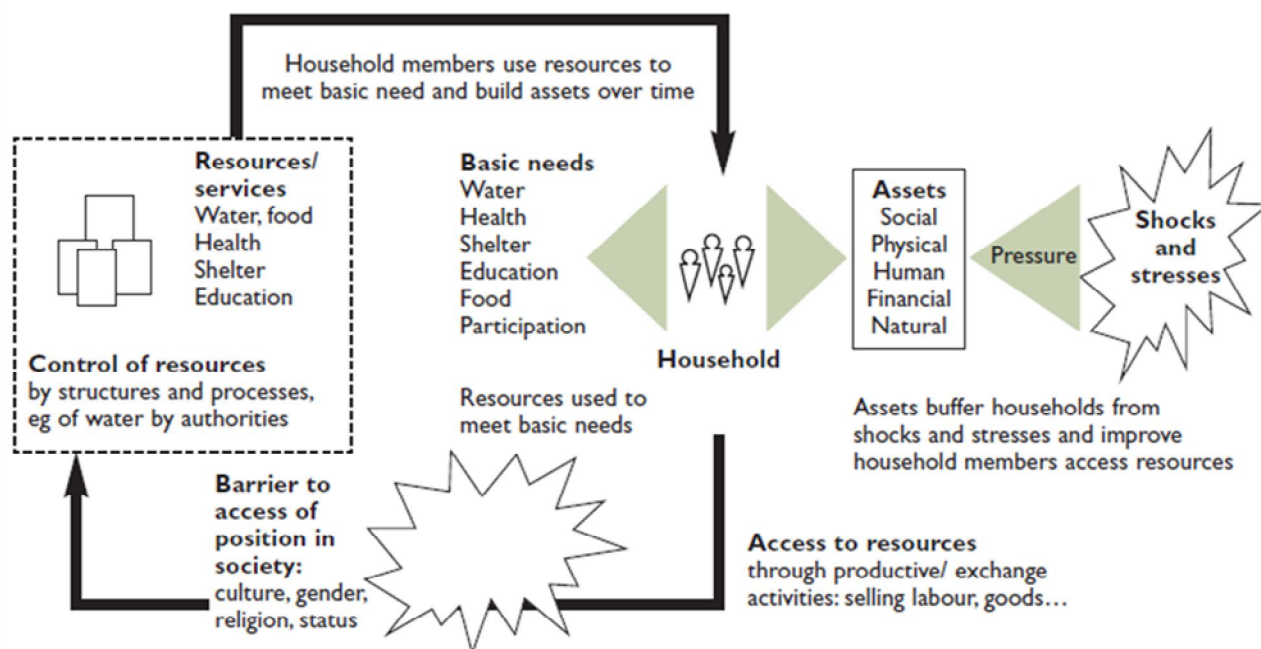 Household members use resources to
meet basic need and build assets over time
Resources/
services
Water, food
Health
Shelter
Education
Control of resources
by structures and processes,
eg of water by authorities
Basic needs
Water
Health
Shelter
Education
Food
Participation
Household
Resources used to
meet basic needs
Assets
Social
Physical
Human
Financial
Natural
Pressure
Shocks
and
stresses
Assets buffer households from
shocks and stresses and improve
household members access resources
Barrier to
access of
position in
society:
culture, gender,
religion, status
Access to resources
through productive/ exchange
activities: selling labour, goods...